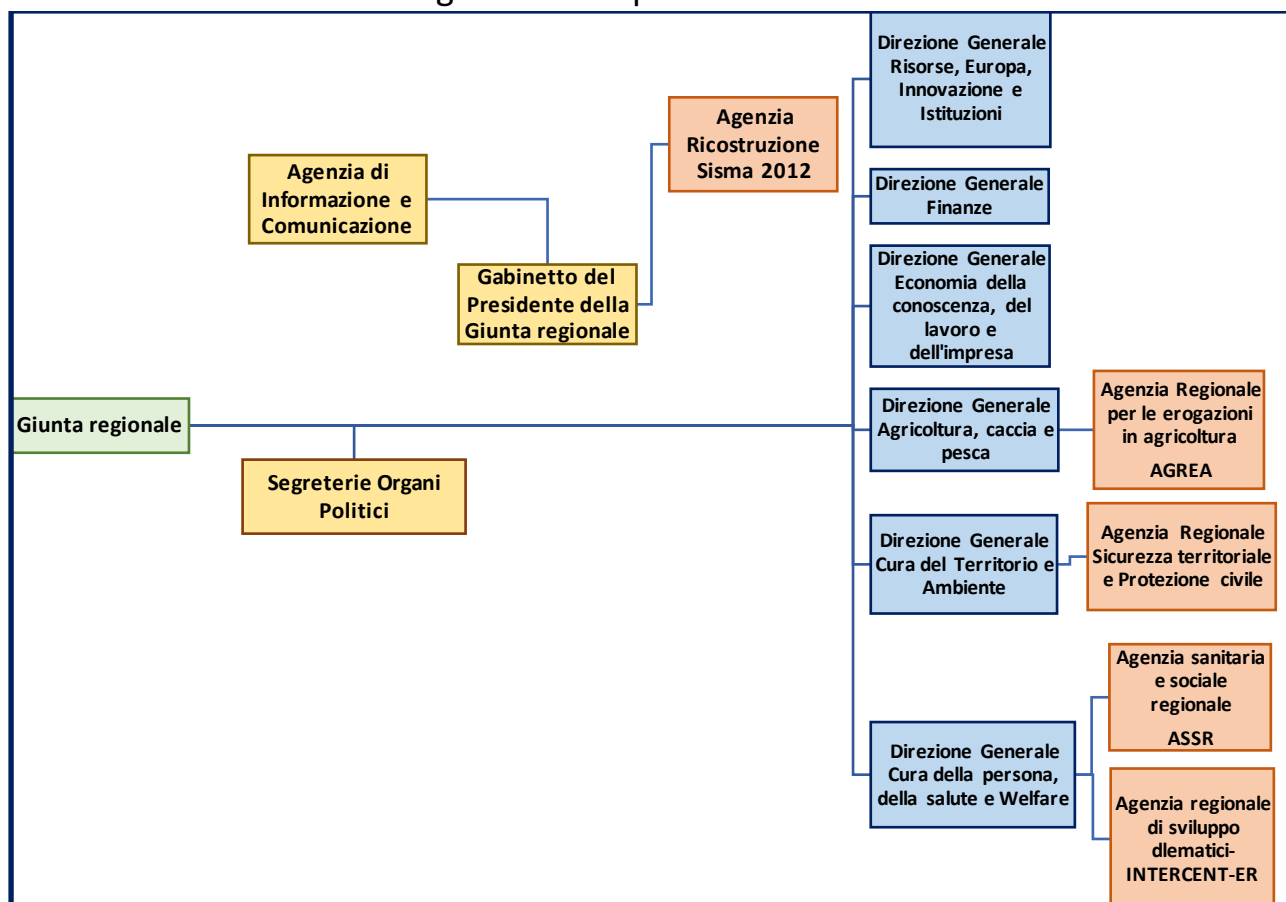 Direzione Generale
Risorse, Europa,
Innovazione e
Istituzioni
Agenzia
Ricostruzione
Sisma 2012
Agenzia di
Informazione e
Comunicazione
Direzione Generale
Finanze
Gabinetto del
Presidente della
Giunta regionale
Direzione Generale
Economia della
conoscenza, del
lavoro e
dell'impresa
Giunta regionale
Segreterie Organi
Politici
Direzione Generale
Agricoltura, caccia e
pesca
Agenzia Regionale
per le erogazioni
in agricoltura
AGREA
Direzione Generale
Cura del Territorio e
Ambiente
Agenzia Regionale
Sicurezza territoriale
e Protezione civile
Direzione Generale
Cura della persona,
della salute e Welfare
Agenzia sanitaria
e sociale
regionale
ASSR
Agenzia regionale
di sviluppo
dlematici-
INTERCENT-ER